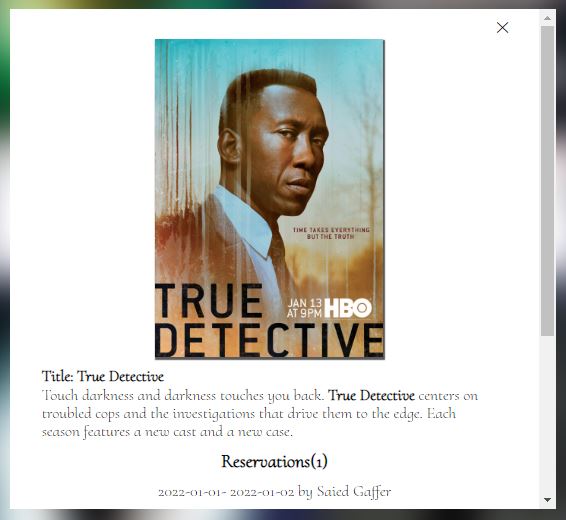 TIME TAKES EVERYTHING
BUT THE TRUTH
JAN 13
AT 9PM HBO
TRUE
DETECTIVE
Title: True Detective
Touch darkness and darkness touches you back. True Detective centers on
troubled cops and the investigations that drive them to the edge. Each
season features a new cast and a new case.
Reservations(1)
2022-01-01- 2022-01-02 by Saied Gaffer